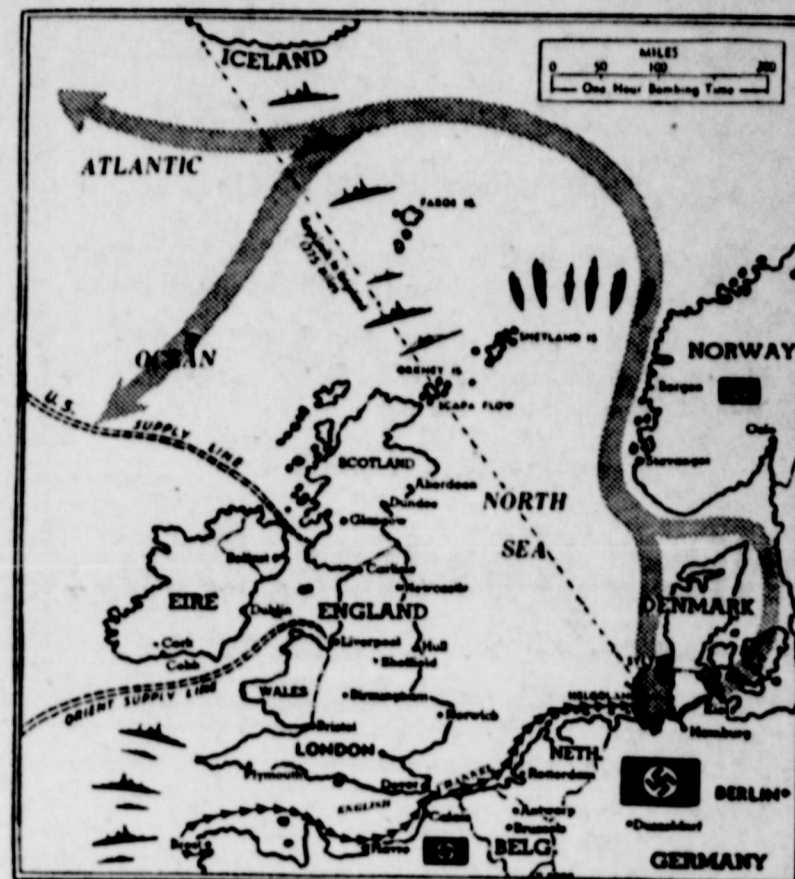 ICELAND
MILES
0 50 100 200
One Hour Bombing Time
ATLANTIC
FAROE IS.
SHETLAND IS.
NORWAY
Bergen
Oslo
OCEAN
ORKNEY IS.
SCAPA FLOW
U.S. SUPPLY LINE
SCOTLAND
Stavanger
Aberdeen
Dundee
NORTH
SEA
Glasgow
Belfast
Carlisle
Newcastle
DENMARK
EIRE
Dublin
ENGLAND
Liverpool
Hull
Sheffield
Cork
Cobh
WALES
Birmingham
Norwich
HELGOLAND
ORIENT SUPPLY LINE
Bristol
Hamburg
LONDON
NETH.
Plymouth
Dover
Rotterdam
BERLIN
ENGLISH CHANNEL
Calais
Antwerp
Brussels
Dusseldorf
Brest
Havre
BELG
GERMANY